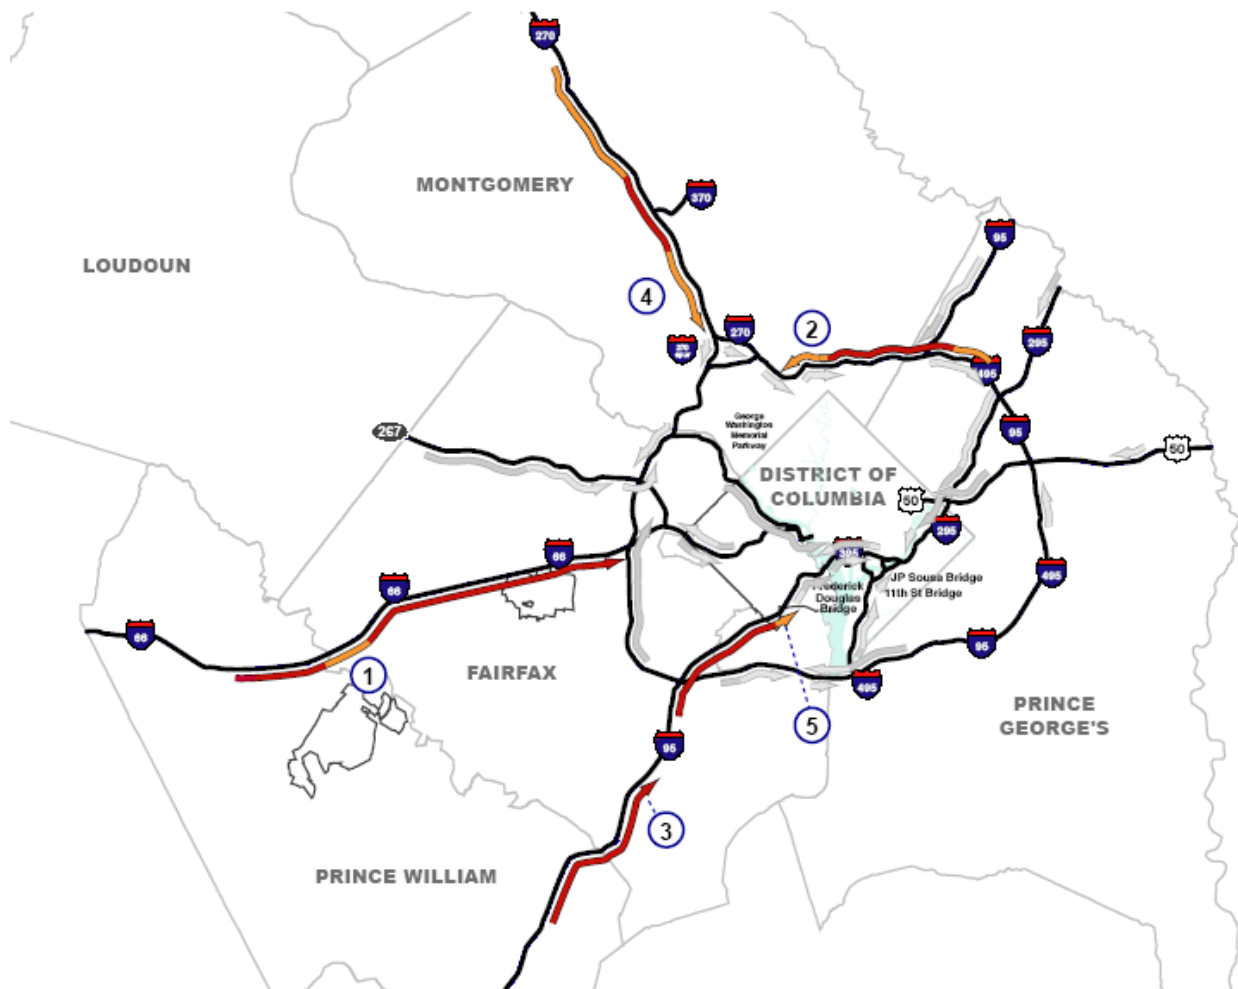 270
MONTGOMERY
370
95
LOUDOUN
4
270
2
295
495
George
Washington
Memorial
Parkway
267
95
50
DISTRICT OF
COLUMBIA
50
295
66
395
66
495
JP Sousa Bridge
Frederick
Douglas
Bridge
11th St Bridge
66
95
1
FAIRFAX
495
PRINCE
GEORGE'S
5
95
3
PRINCE WILLIAM